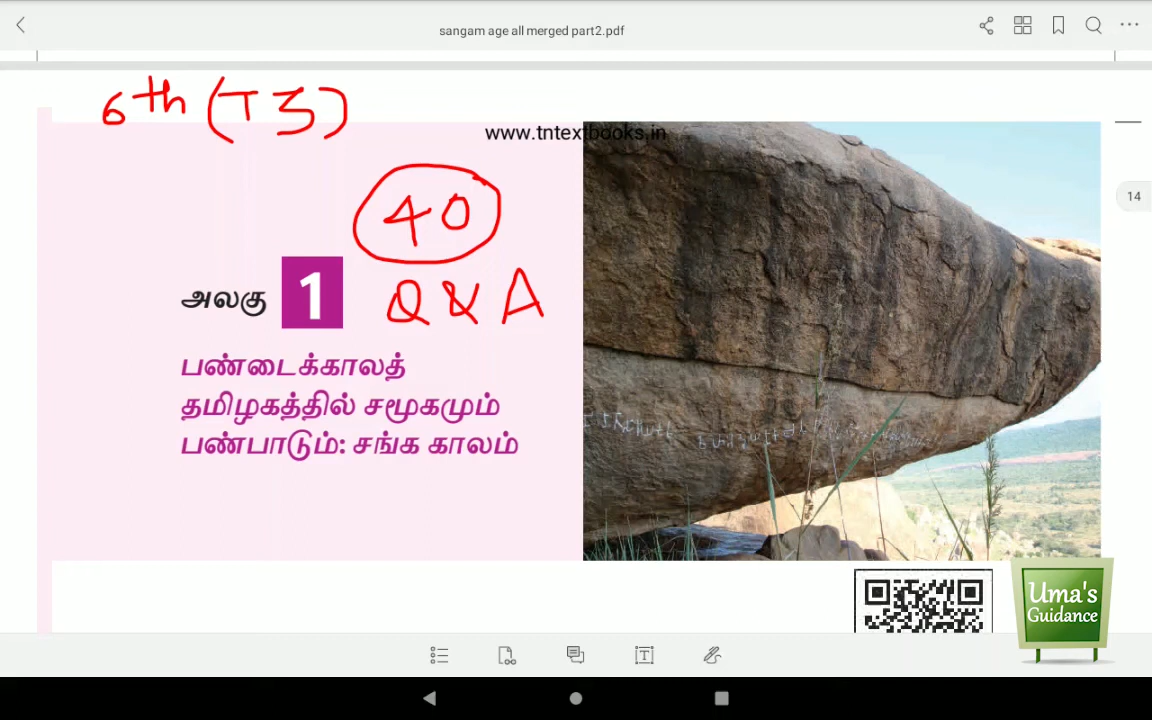 sangam age all merged part2.pdf
6th (T3)
www.tntextbooks.in
14
40
அலகு 1
Q & A
பண்டைக்காலத்
தமிழகத்தில் சமூகமும்
பண்பாடும்: சங்க காலம்
Uma's
Guidance